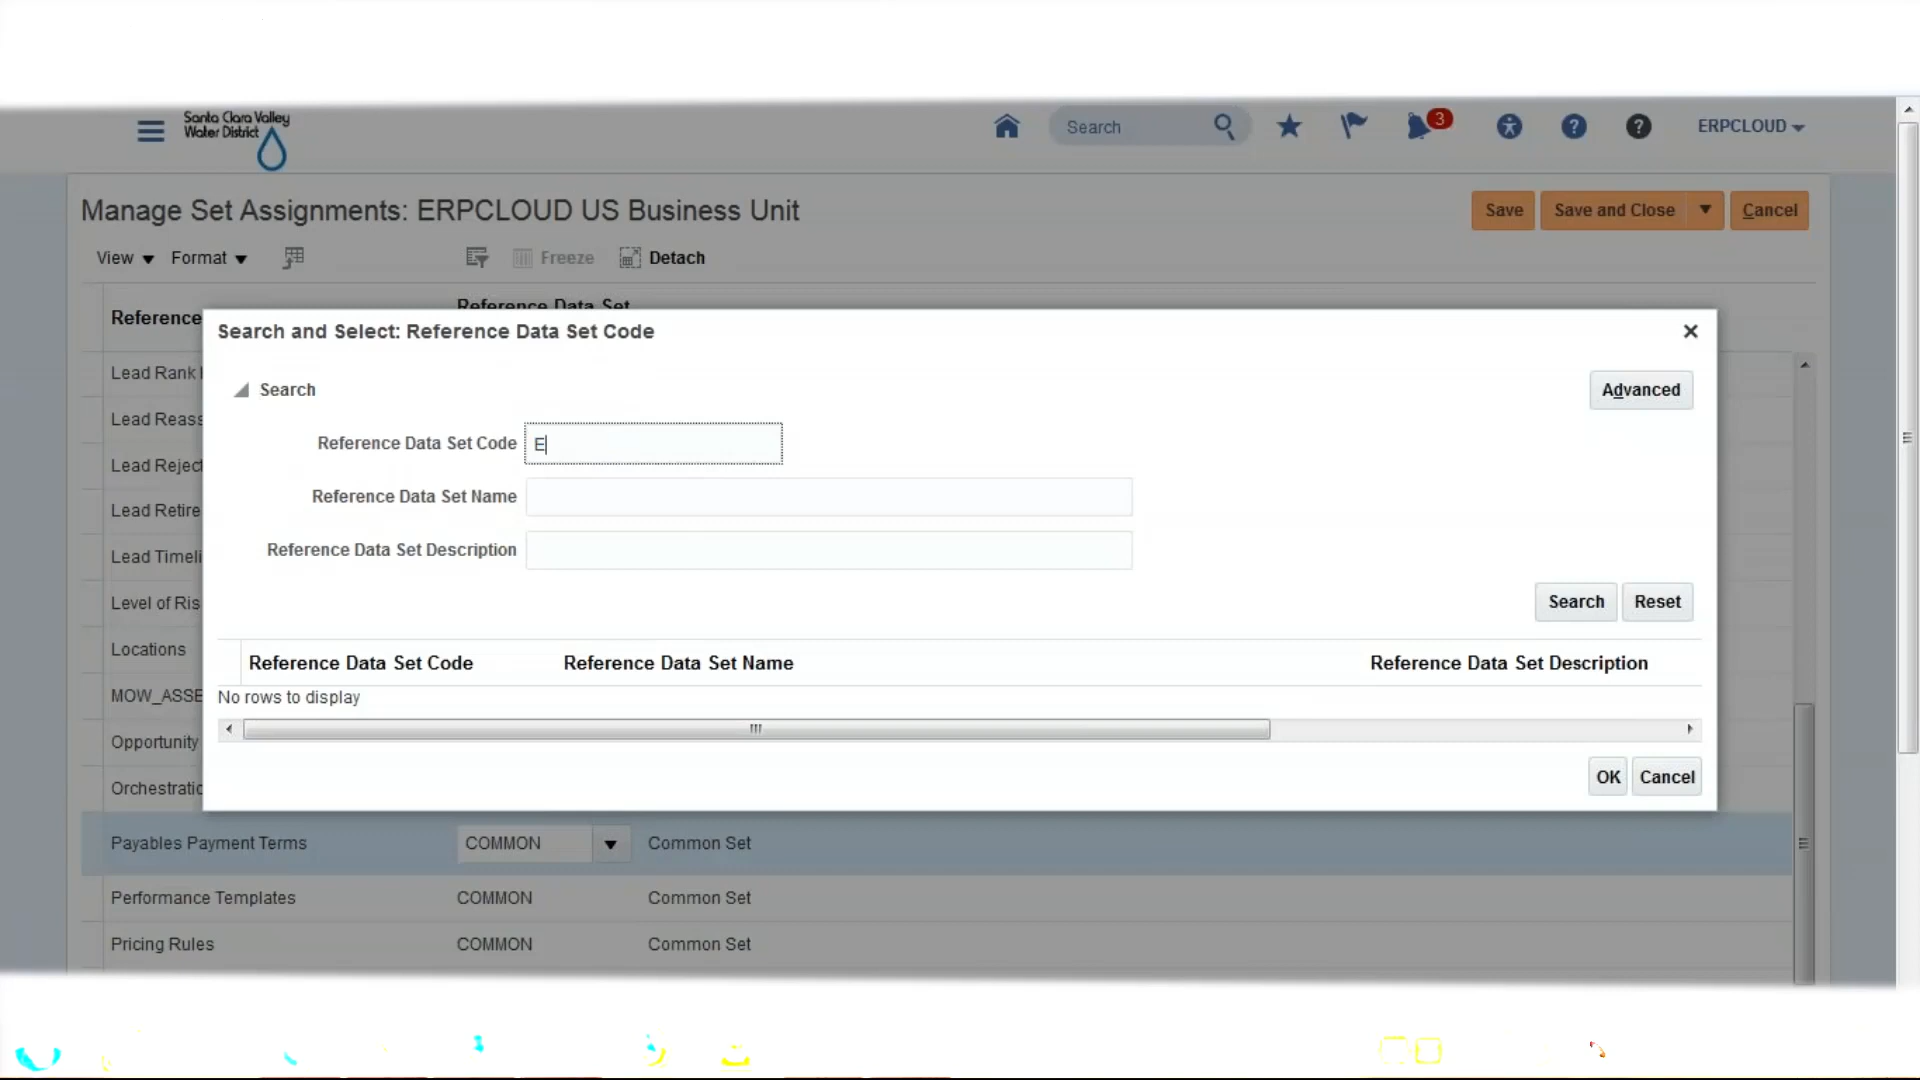 Santa Clara Valley
Water District
Search
3
ERPCLOUD
Manage Set Assignments: ERPCLOUD US Business Unit
Save
Save and Close
Cancel
View
Format
Freeze
Detach
Reference
Reference Data Set
Search and Select: Reference Data Set Code
Search
Advanced
Reference Data Set Code
E
Reference Data Set Name
Reference Data Set Description
Search
Reset
Reference Data Set Code
Reference Data Set Name
Reference Data Set Description
No rows to display
OK
Cancel
Lead Rank
Lead Reass
Lead Reject
Lead Retire
Lead Timeli
Level of Ris
Locations
MOW_ASSE
Opportunity
Orchestratio
Payables Payment Terms
COMMON
Common Set
Performance Templates
COMMON
Common Set
Pricing Rules
COMMON
Common Set